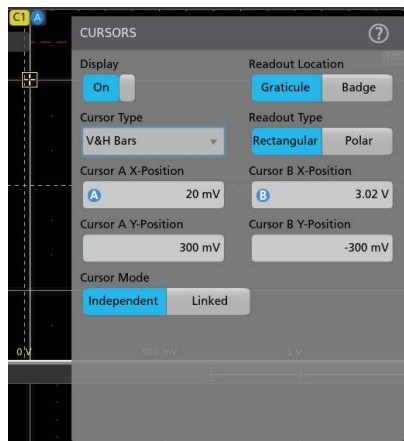 C1 A
CURSORS ?
Display Readout Location
On Graticule Badge
Cursor Type Readout Type
V&H Bars Rectangular Polar
Cursor A X-Position Cursor B X-Position
A 20 mV B 3.02 V
Cursor A Y-Position Cursor B Y-Position
300 mV -300 mV
Cursor Mode
Independent Linked
0 V 500 mV 1 V